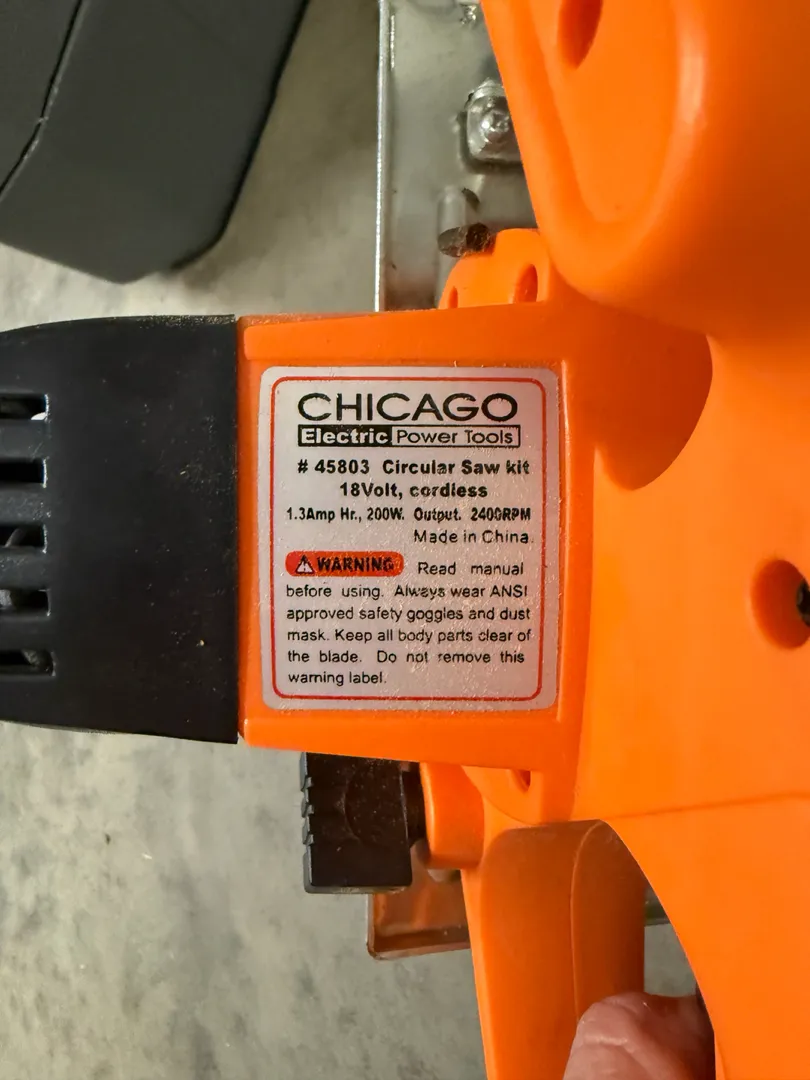 CHICAGO
Electric Power Tools
# 45803 Circular Saw kit
18Volt, cordless
1.3Amp Hr., 200W. Output. 2400RPM
Made in China.
⚠ WARNING Read manual
before using. Always wear ANSI
approved safety goggles and dust
mask. Keep all body parts clear of
the blade. Do not remove this
warning label.